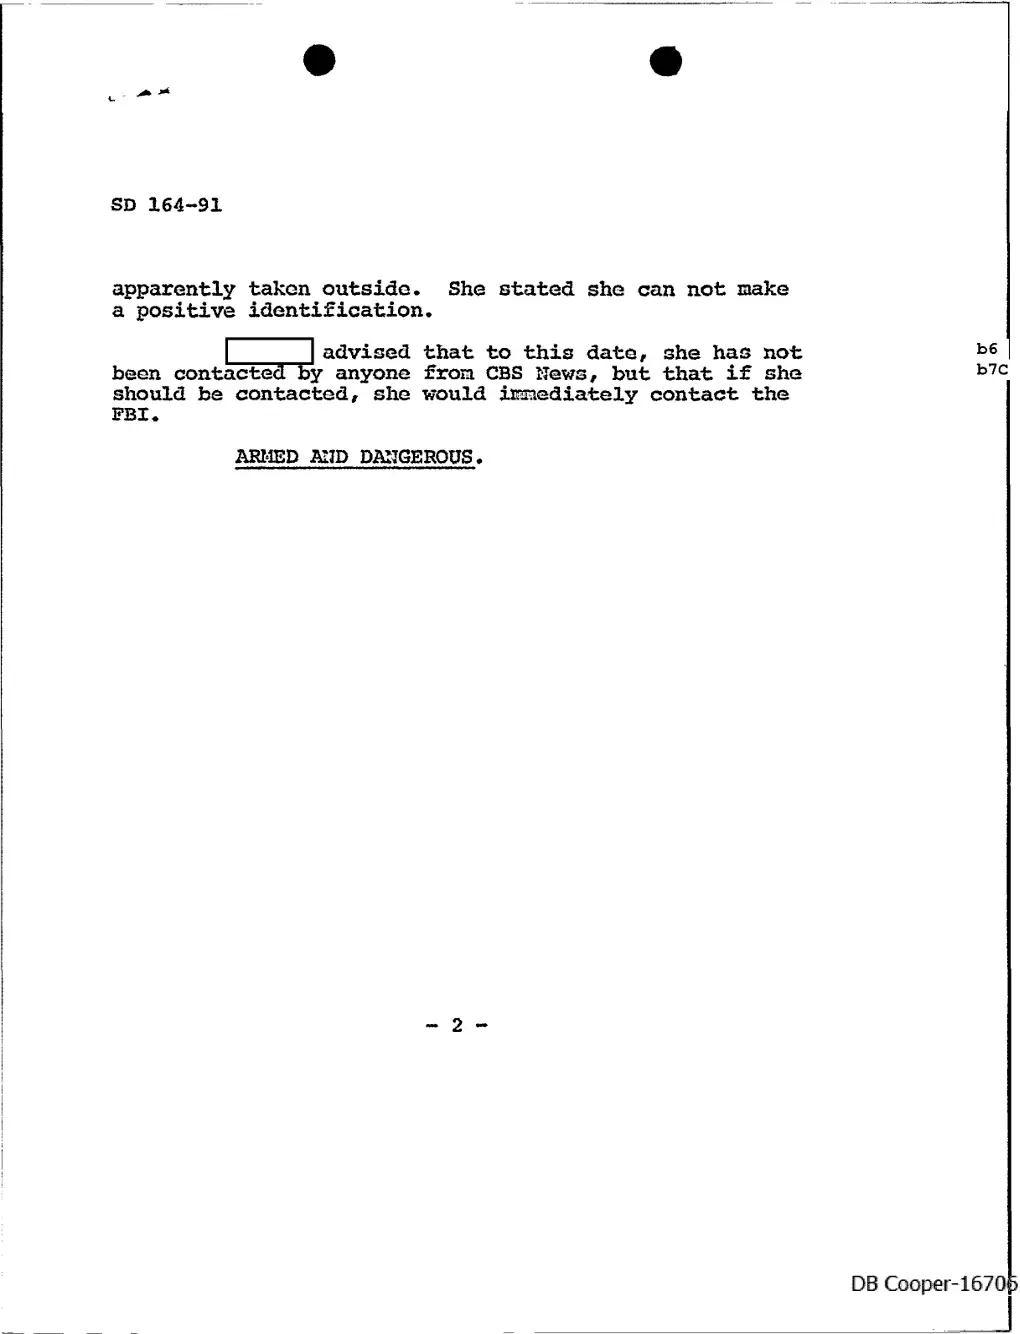 SD 164-91
apparently taken outside. She stated she can not make
a positive identification.
advised that to this date, she has not
b6
been contacted by anyone from CBS News, but that if she
b7C
should be contacted, she would immediately contact the
FBI.
ARMED AND DANGEROUS.
- 2 -
DB Cooper-16706